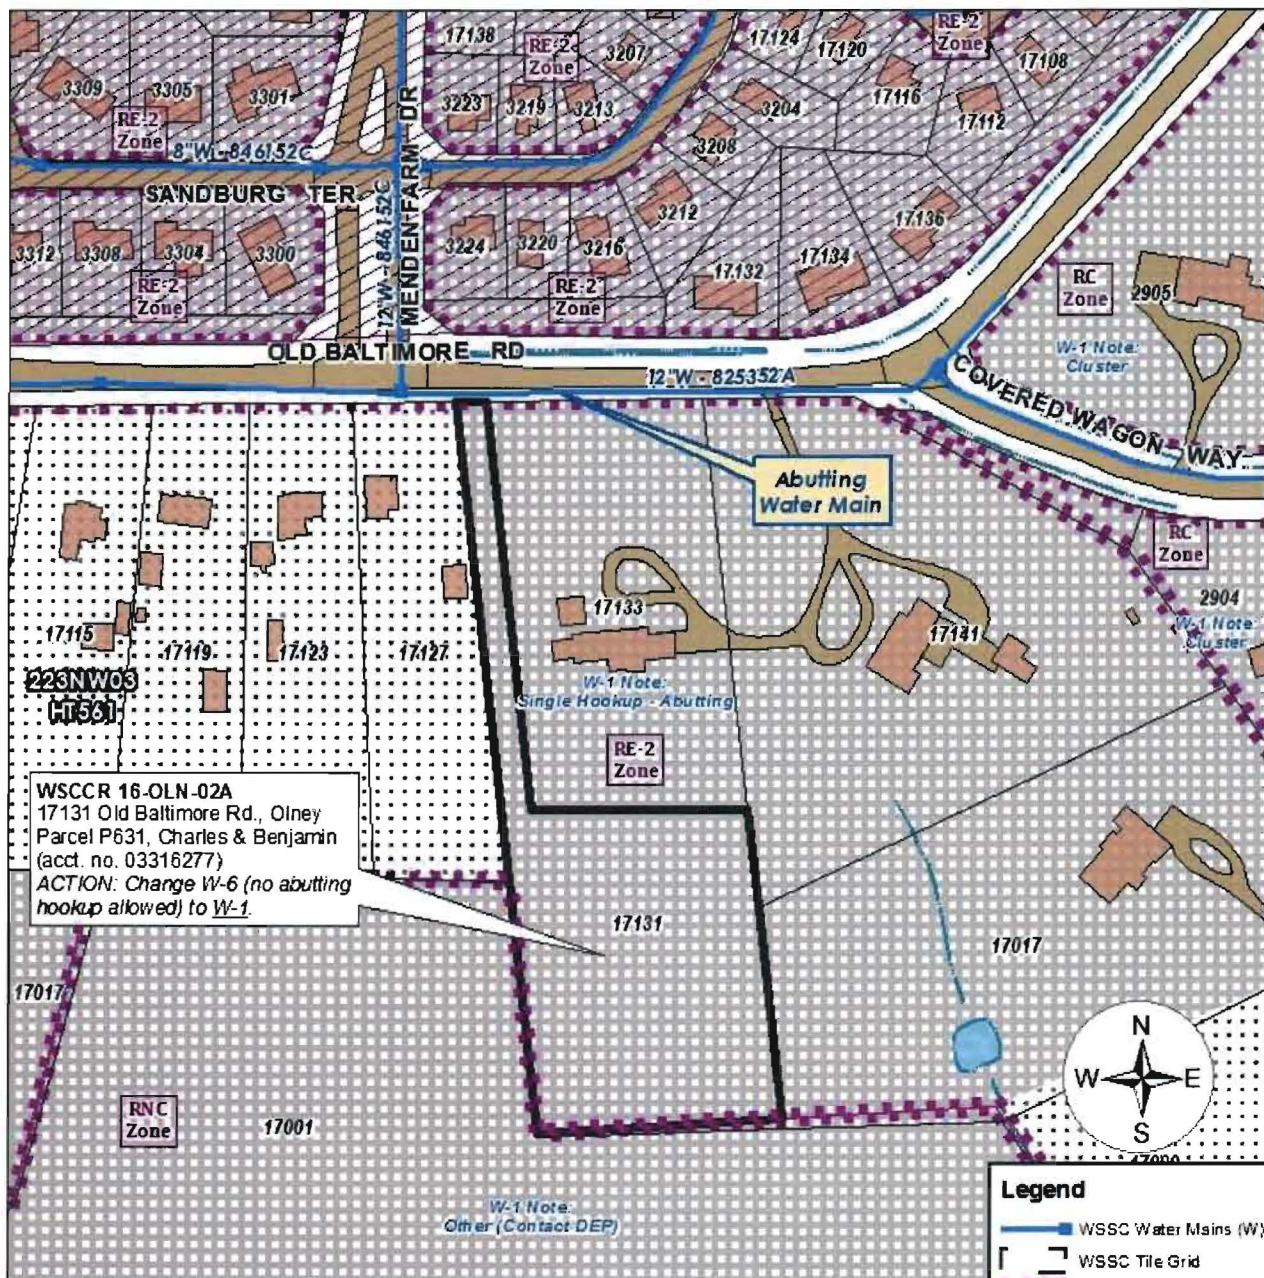 17138
RE-2
Zone
3207
17124
17120
RE-2
Zone
17108
3309
3305
3301
3223
3219
3213
3204
17116
17112
RE-2
Zone
8"W - 846152C
3208
SANDBURG TER
MENDEN FARM DR
12"W - 846152C
3212
17136
3312
3308
3304
3300
3224
3220
3216
17134
17132
RE-2
Zone
RE-2
Zone
RC
Zone
2905
W-1 Note:
Cluster
OLD BALTIMORE RD
12"W - 825352A
COVERED WAGON WAY
Abutting
Water Main
RC
Zone
2904
W-1 Note:
Cluster
17115
17119
17123
17127
17133
17141
223NW03
HT561
W-1 Note:
Single Hookup - Abutting
RE-2
Zone
WSCCR 16-OLN-02A
17131 Old Baltimore Rd., Olney
Parcel P631, Charles & Benjamin
(acct. no. 03316277)
ACTION: Change W-6 (no abutting
hookup allowed) to W-1.
17131
17017
17017
N
W E
S
RNC
Zone
17001
W-1 Note:
Other (Contact DEP)
Legend
WSSC Water Mains (W)
WSSC Tile Grid